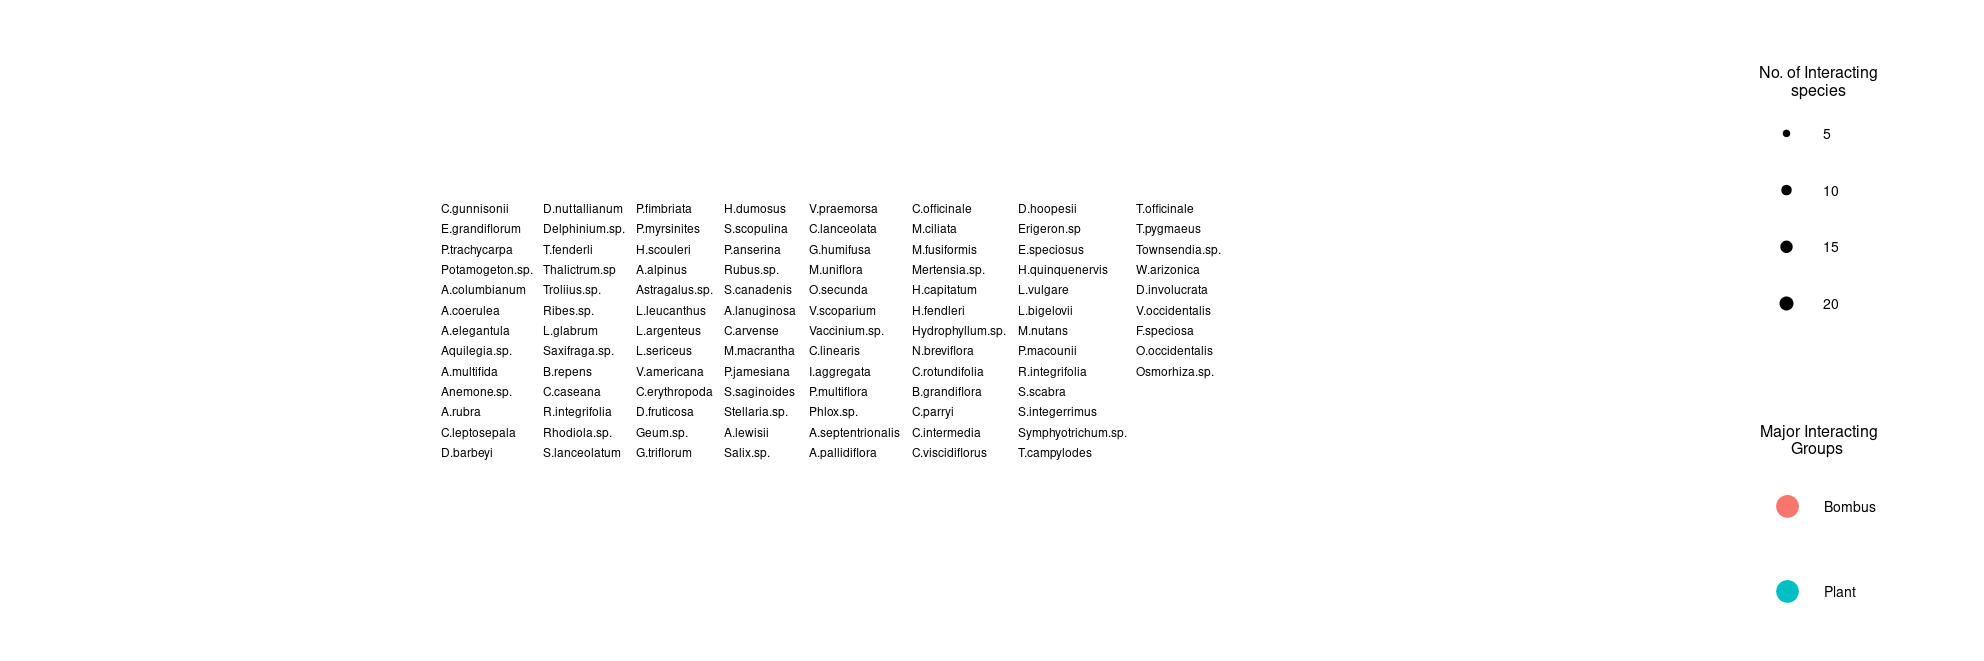 No. of Interacting
species
5
10
15
20
C.gunnisonii D.nuttallianum P.fimbriata H.dumosus V.praemorsa C.officinale D.hoopesii T.officinale
E.grandiflorum Delphinium.sp. P.myrsinites S.scopulina C.lanceolata M.ciliata Erigeron.sp T.pygmaeus
P.trachycarpa T.fenderli H.scouleri P.anserina G.humifusa M.fusiformis E.speciosus Townsendia.sp.
Potamogeton.sp. Thalictrum.sp A.alpinus Rubus.sp. M.uniflora Mertensia.sp. H.quinquenervis W.arizonica
A.columbianum Troliius.sp. Astragalus.sp. S.canadenis O.secunda H.capitatum L.vulgare D.involucrata
A.coerulea Ribes.sp. L.leucanthus A.lanuginosa V.scoparium H.fendleri L.bigelovii V.occidentalis
A.elegantula L.glabrum L.argenteus C.arvense Vaccinium.sp. Hydrophyllum.sp. M.nutans F.speciosa
Aquilegia.sp. Saxifraga.sp. L.sericeus M.macrantha C.linearis N.breviflora P.macounii O.occidentalis
A.multifida B.repens V.americana P.jamesiana I.aggregata C.rotundifolia R.integrifolia Osmorhiza.sp.
Anemone.sp. C.caseana C.erythropoda S.saginoides P.multiflora B.grandiflora S.scabra
A.rubra R.integrifolia D.fruticosa Stellaria.sp. Phlox.sp. C.parryi S.integerrimus
C.leptosepala Rhodiola.sp. Geum.sp. A.lewisii A.septentrionalis C.intermedia Symphyotrichum.sp.
D.barbeyi S.lanceolatum G.triflorum Salix.sp. A.pallidiflora C.viscidiflorus T.campylodes
Major Interacting
Groups
Bombus
Plant